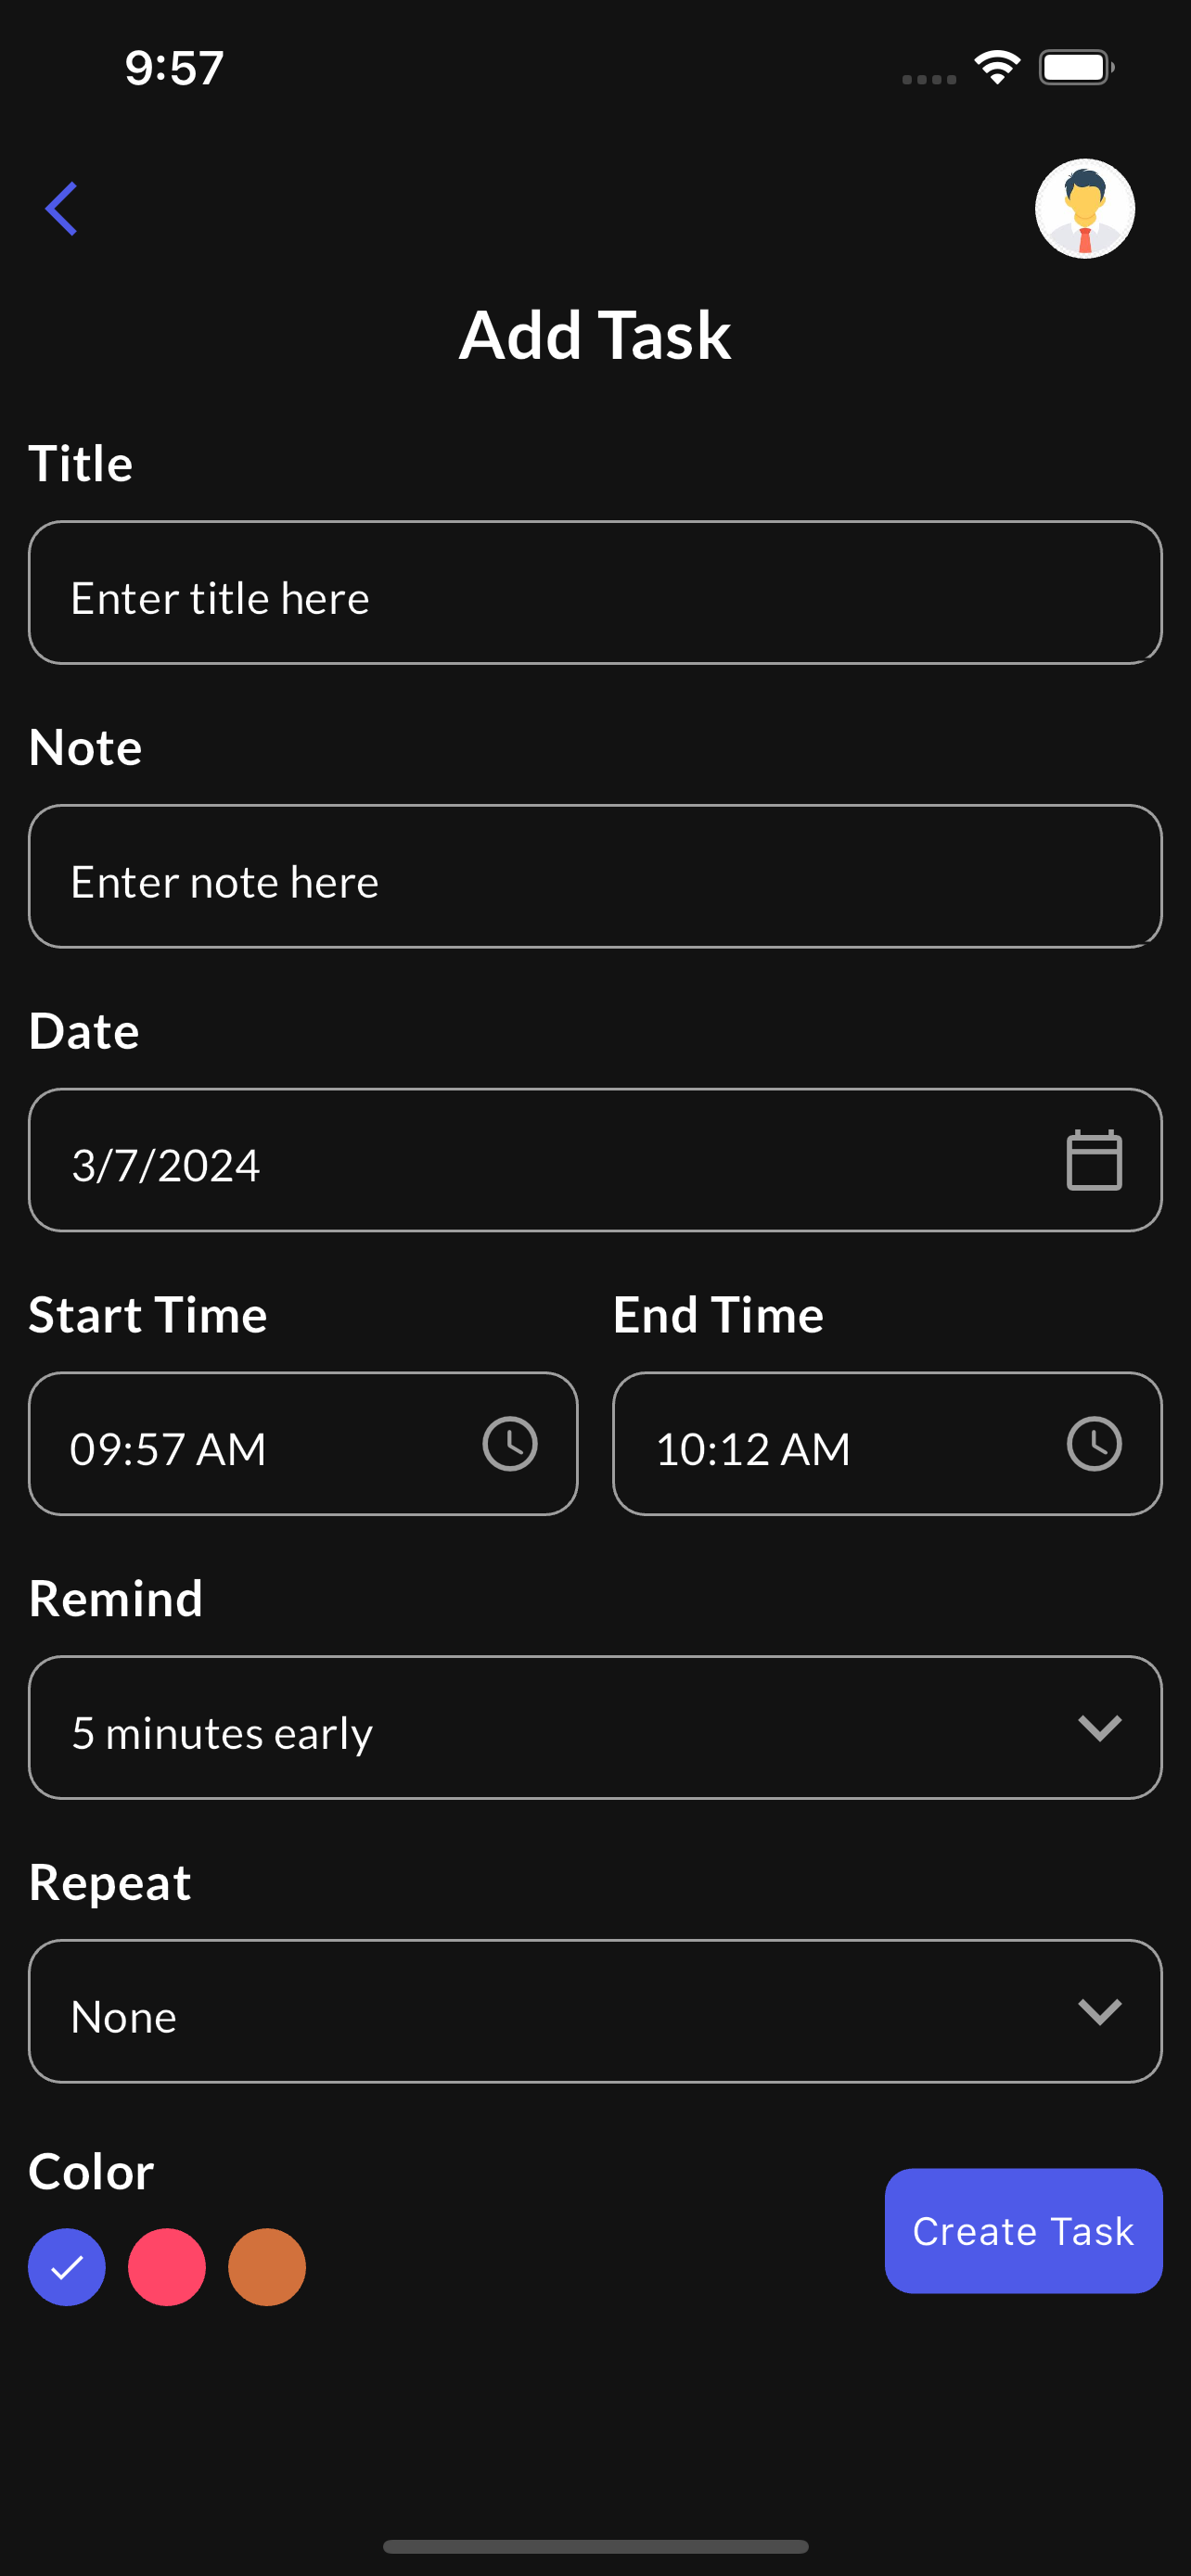 9:57
Add Task
Title
Enter title here
Note
Enter note here
Date
3/7/2024
Start Time
End Time
09:57 AM
10:12 AM
Remind
5 minutes early
Repeat
None
Color
Create Task